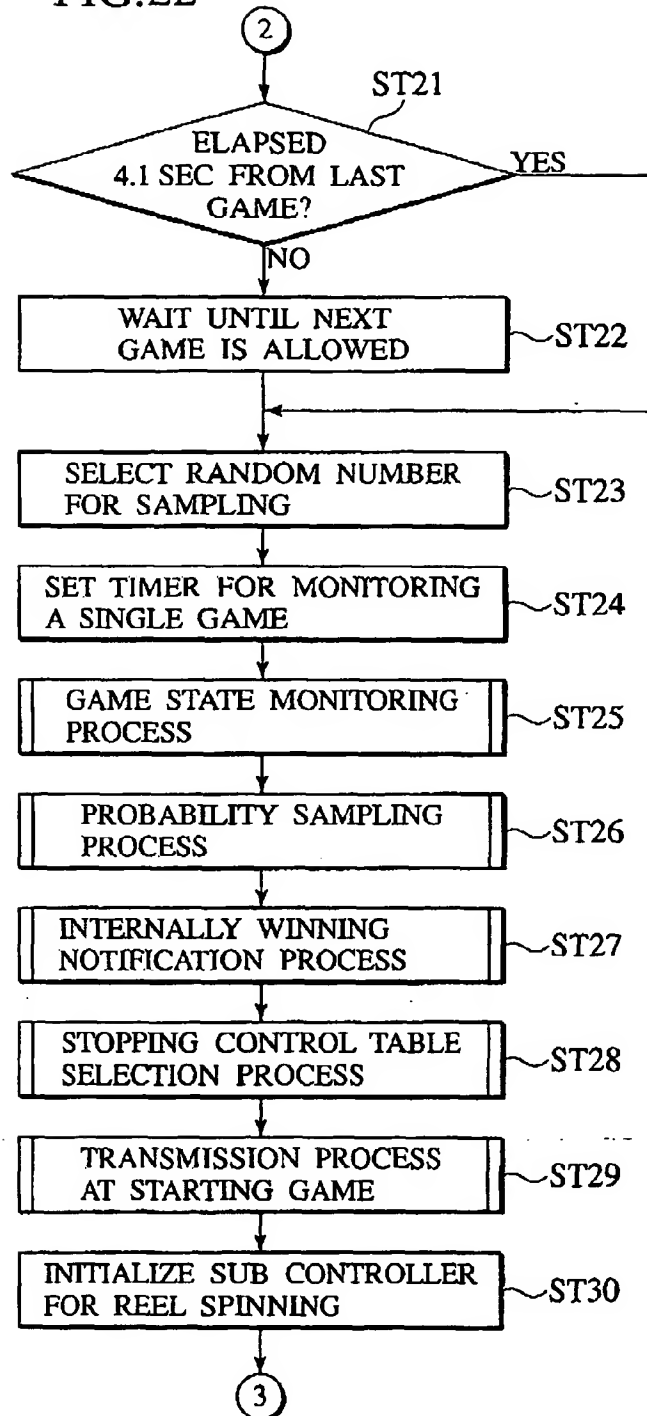 FIG.22
2
ST21
ELAPSED
4.1 SEC FROM LAST
GAME?
YES
NO
WAIT UNTIL NEXT
GAME IS ALLOWED
ST22
SELECT RANDOM NUMBER
FOR SAMPLING
ST23
SET TIMER FOR MONITORING
A SINGLE GAME
ST24
GAME STATE MONITORING
PROCESS
ST25
PROBABILITY SAMPLING
PROCESS
ST26
INTERNALLY WINNING
NOTIFICATION PROCESS
ST27
STOPPING CONTROL TABLE
SELECTION PROCESS
ST28
TRANSMISSION PROCESS
AT STARTING GAME
ST29
INITIALIZE SUB CONTROLLER
FOR REEL SPINNING
ST30
3